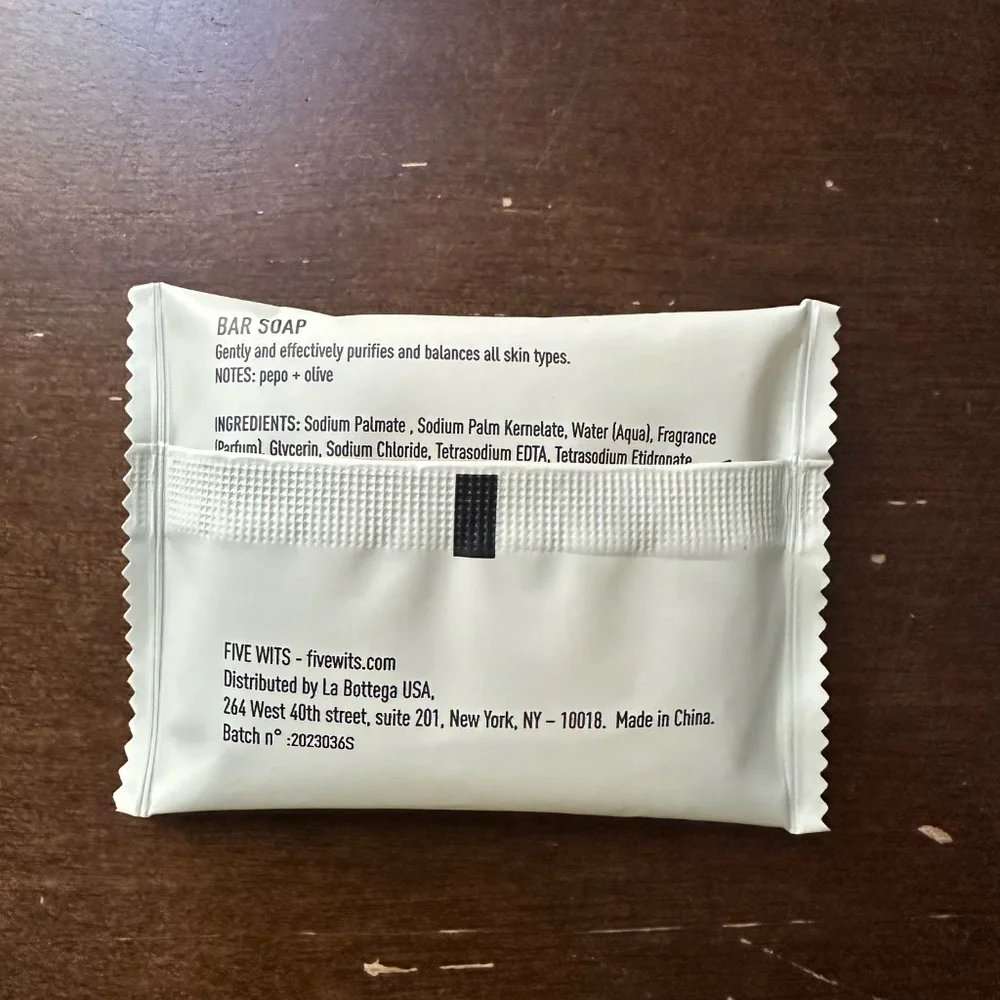 BAR SOAP
Gently and effectively purifies and balances all skin types.
NOTES: pepo + olive
INGREDIENTS: Sodium Palmate , Sodium Palm Kernelate, Water (Aqua), Fragrance
(Parfum), Glycerin, Sodium Chloride, Tetrasodium EDTA, Tetrasodium Etidronate
FIVE WITS - fivewits.com
Distributed by La Bottega USA,
264 West 40th street, suite 201, New York, NY – 10018. Made in China.
Batch n° :2023036S